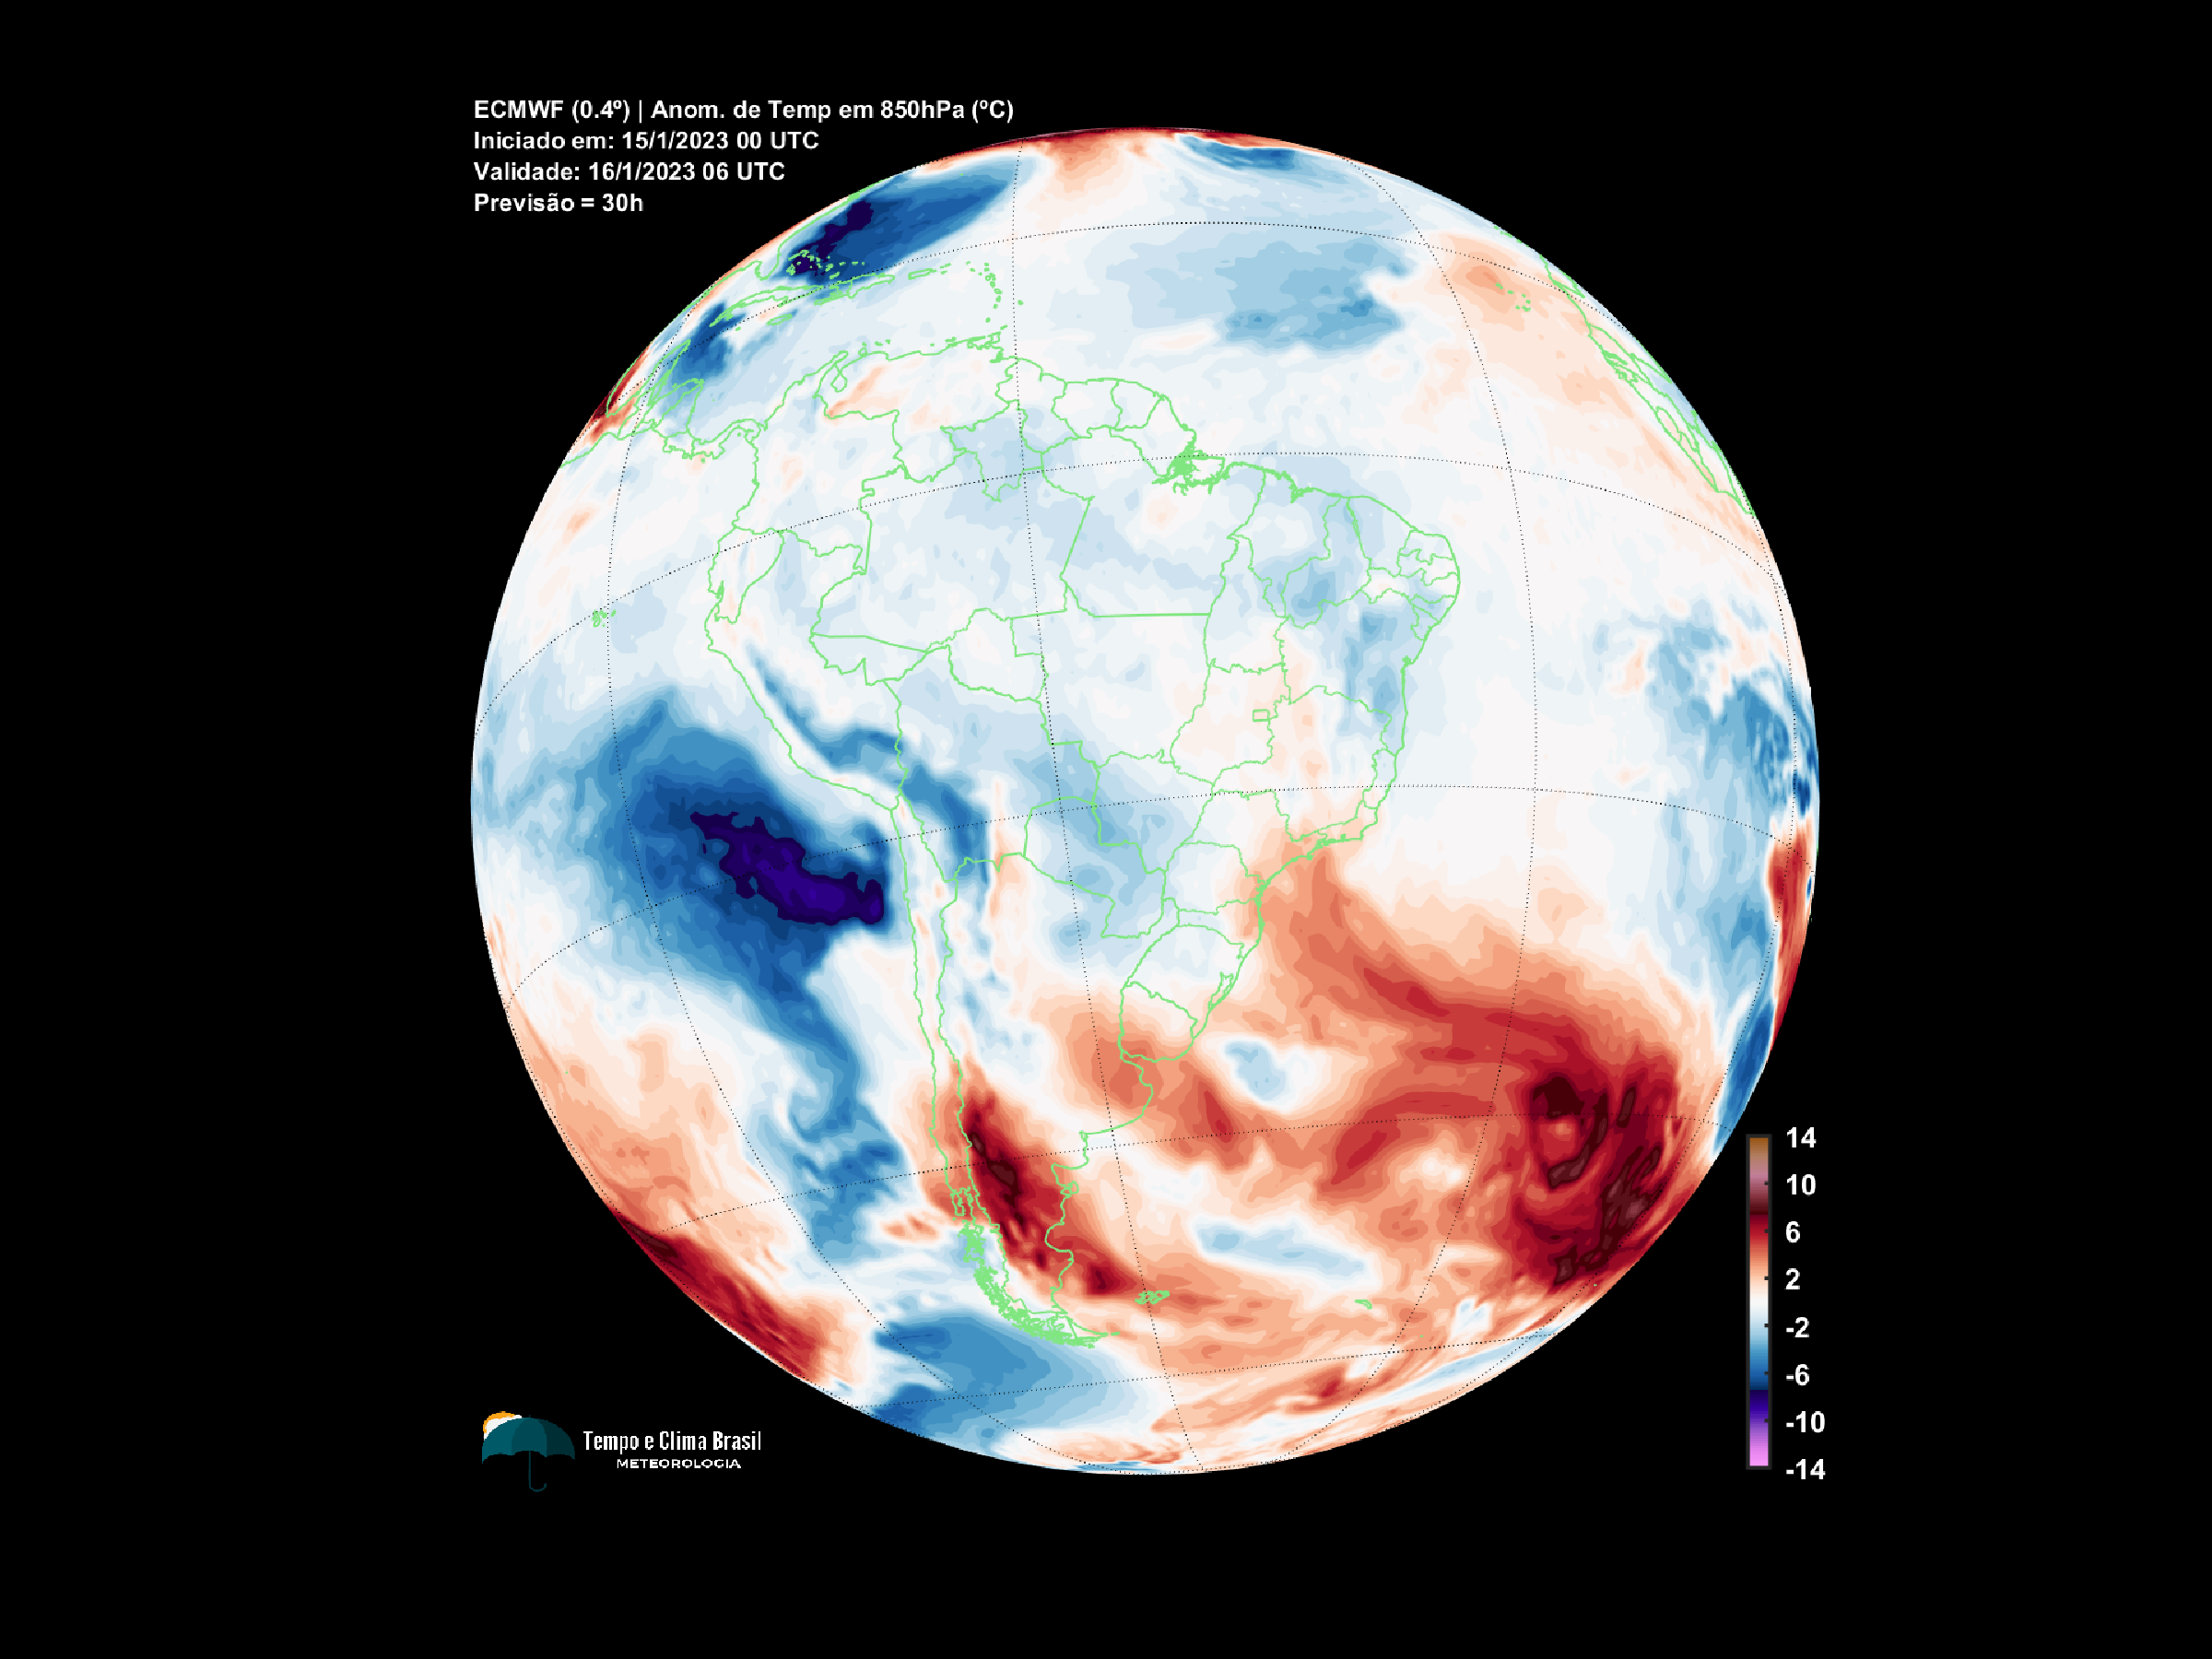 ECMWF (0.4º) | Anom. de Temp em 850hPa (ºC)
Iniciado em: 15/1/2023 00 UTC
Validade: 16/1/2023 06 UTC
Previsão = 30h
14
10
6
2
-2
-6
-10
-14
Tempo e Clima Brasil
METEOROLOGIA